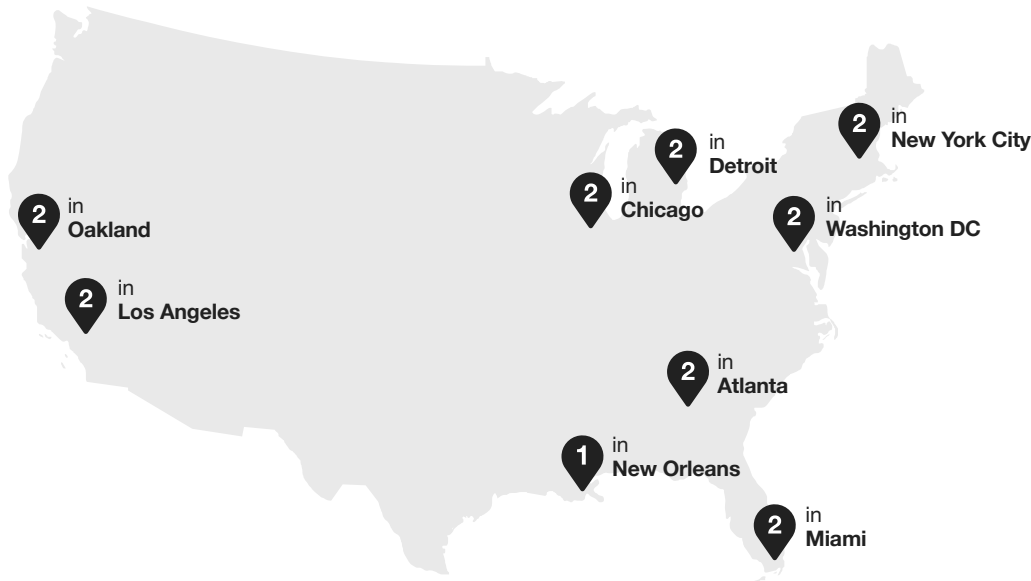 2
in
New York City
2
in
Detroit
2
in
Chicago
2
in
Washington DC
2
in
Oakland
2
in
Los Angeles
2
in
Atlanta
1
in
New Orleans
2
in
Miami